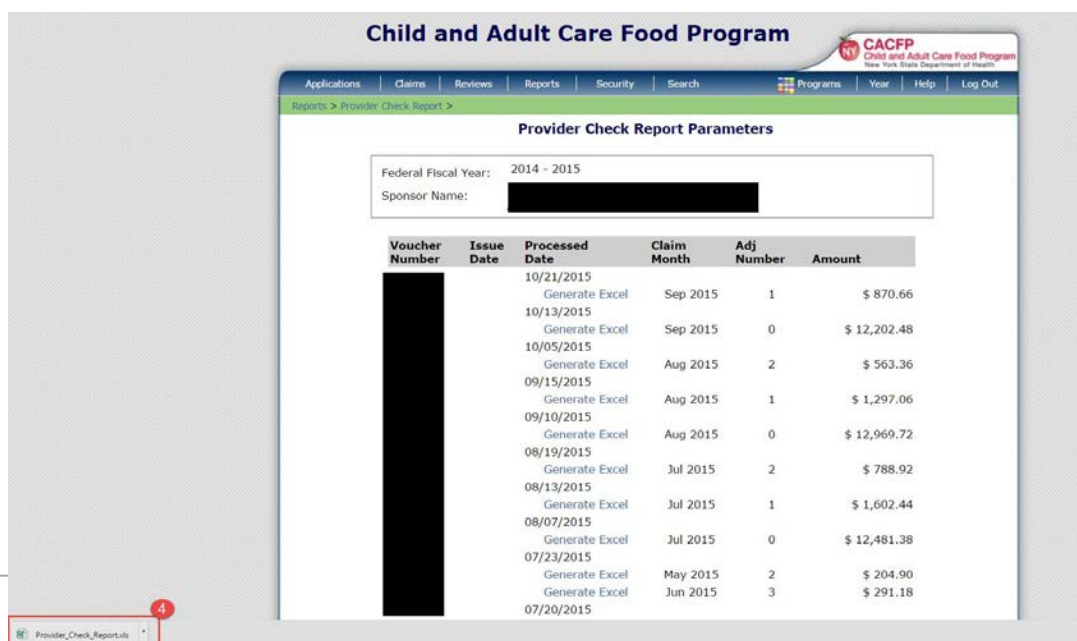 Child and Adult Care Food Program
NY CACFP
Child and Adult Care Food Program
New York State Department of Health
Applications Claims Reviews Reports Security Search Programs Year Help Log Out
Reports > Provider Check Report >
Provider Check Report Parameters
Federal Fiscal Year: 2014 - 2015
Sponsor Name:
Voucher Issue Processed Claim Adj
Number Date Date Month Number Amount
10/21/2015
Generate Excel Sep 2015 1 $ 870.66
10/13/2015
Generate Excel Sep 2015 0 $ 12,202.48
10/05/2015
Generate Excel Aug 2015 2 $ 563.36
09/15/2015
Generate Excel Aug 2015 1 $ 1,297.06
09/10/2015
Generate Excel Aug 2015 0 $ 12,969.72
08/19/2015
Generate Excel Jul 2015 2 $ 788.92
08/13/2015
Generate Excel Jul 2015 1 $ 1,602.44
08/07/2015
Generate Excel Jul 2015 0 $ 12,481.38
07/23/2015
Generate Excel May 2015 2 $ 204.90
Generate Excel Jun 2015 3 $ 291.18
07/20/2015
4
Provider_Check_Report.xls